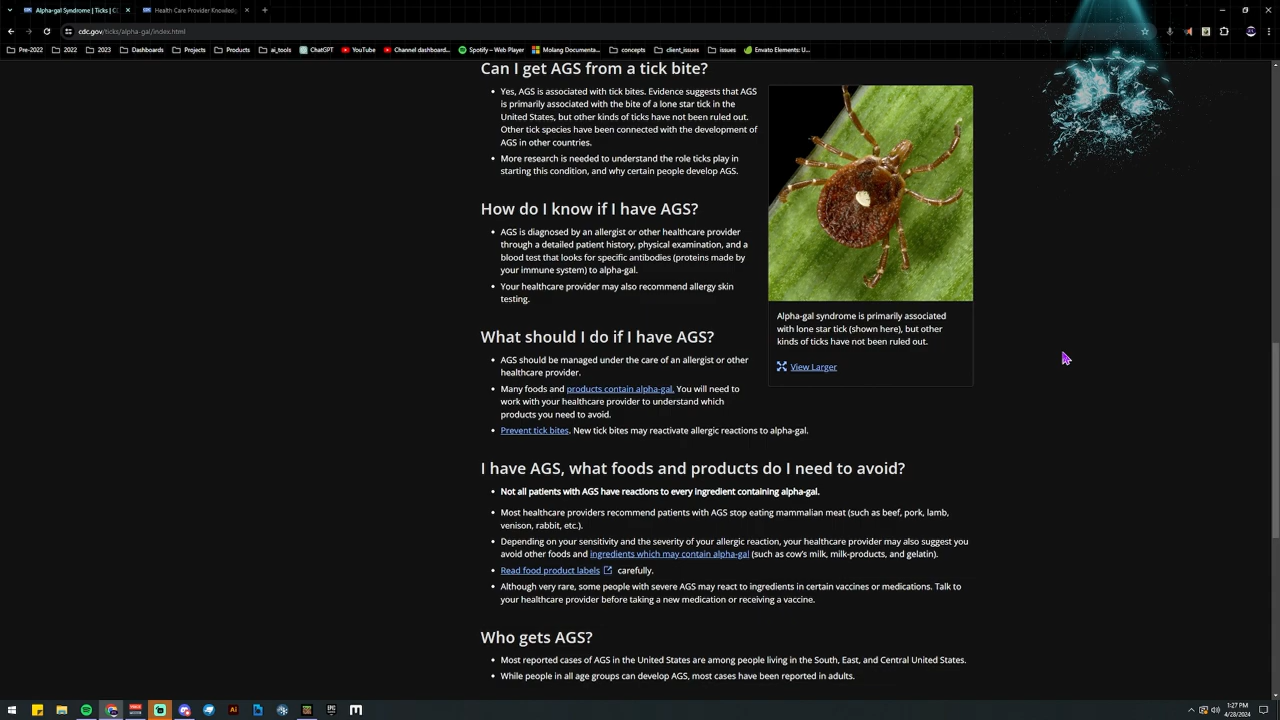 Alpha-gal Syndrome | Ticks | C
Health Care Provider Knowled
cdc.gov/ticks/alpha-gal/index.html
Pre-2022
2022
2023
Dashboards
Projects
Products
ai_tools
ChatGPT
YouTube
Channel dashboard...
Spotify – Web Player
Molang Documenta...
concepts
client_issues
issues
Envato Elements U...
Can I get AGS from a tick bite?
• Yes, AGS is associated with tick bites. Evidence suggests that AGS
is primarily associated with the bite of a lone star tick in the
United States, but other kinds of ticks have not been ruled out.
Other tick species have been connected with the development of
AGS in other countries.
• More research is needed to understand the role ticks play in
starting this condition, and why certain people develop AGS.
How do I know if I have AGS?
• AGS is diagnosed by an allergist or other healthcare provider
through a detailed patient history, physical examination, and a
blood test that looks for specific antibodies (proteins made by
your immune system) to alpha-gal.
• Your healthcare provider may also recommend allergy skin
testing.
Alpha-gal syndrome is primarily associated
with lone star tick (shown here), but other
kinds of ticks have not been ruled out.
View Larger
What should I do if I have AGS?
• AGS should be managed under the care of an allergist or other
healthcare provider.
• Many foods and products contain alpha-gal. You will need to
work with your healthcare provider to understand which
products you need to avoid.
• Prevent tick bites. New tick bites may reactivate allergic reactions to alpha-gal.
I have AGS, what foods and products do I need to avoid?
• Not all patients with AGS have reactions to every ingredient containing alpha-gal.
• Most healthcare providers recommend patients with AGS stop eating mammalian meat (such as beef, pork, lamb,
venison, rabbit, etc.).
• Depending on your sensitivity and the severity of your allergic reaction, your healthcare provider may also suggest you
avoid other foods and ingredients which may contain alpha-gal (such as cow's milk, milk-products, and gelatin).
• Read food product labels carefully.
• Although very rare, some people with severe AGS may react to ingredients in certain vaccines or medications. Talk to
your healthcare provider before taking a new medication or receiving a vaccine.
Who gets AGS?
• Most reported cases of AGS in the United States are among people living in the South, East, and Central United States.
• While people in all age groups can develop AGS, most cases have been reported in adults.
1:27 PM
4/28/2024